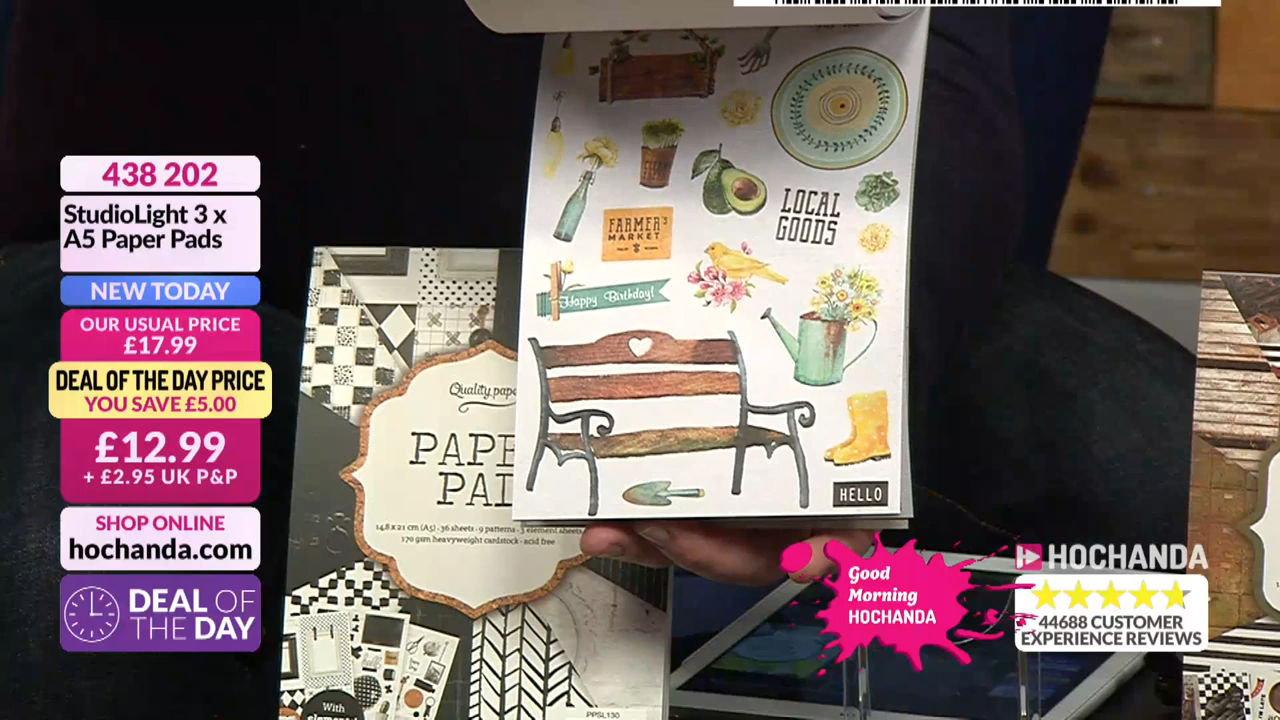 438 202
StudioLight 3 x
A5 Paper Pads
NEW TODAY
OUR USUAL PRICE
£17.99
DEAL OF THE DAY PRICE
YOU SAVE £5.00
£12.99
+ £2.95 UK P&P
SHOP ONLINE
hochanda.com
DEAL OF
THE DAY
LOCAL
GOODS
FARMER'S
MARKET
Happy Birthday!
HELLO
Quality pape
PAPE
PA
14,8 x 21 cm (A5) - 36 sheets - 9 patterns - 3 element sheets
170 gsm heavyweight cardstock - acid free
With
PPSL130
Good
Morning
HOCHANDA
HOCHANDA
44688 CUSTOMER
EXPERIENCE REVIEWS